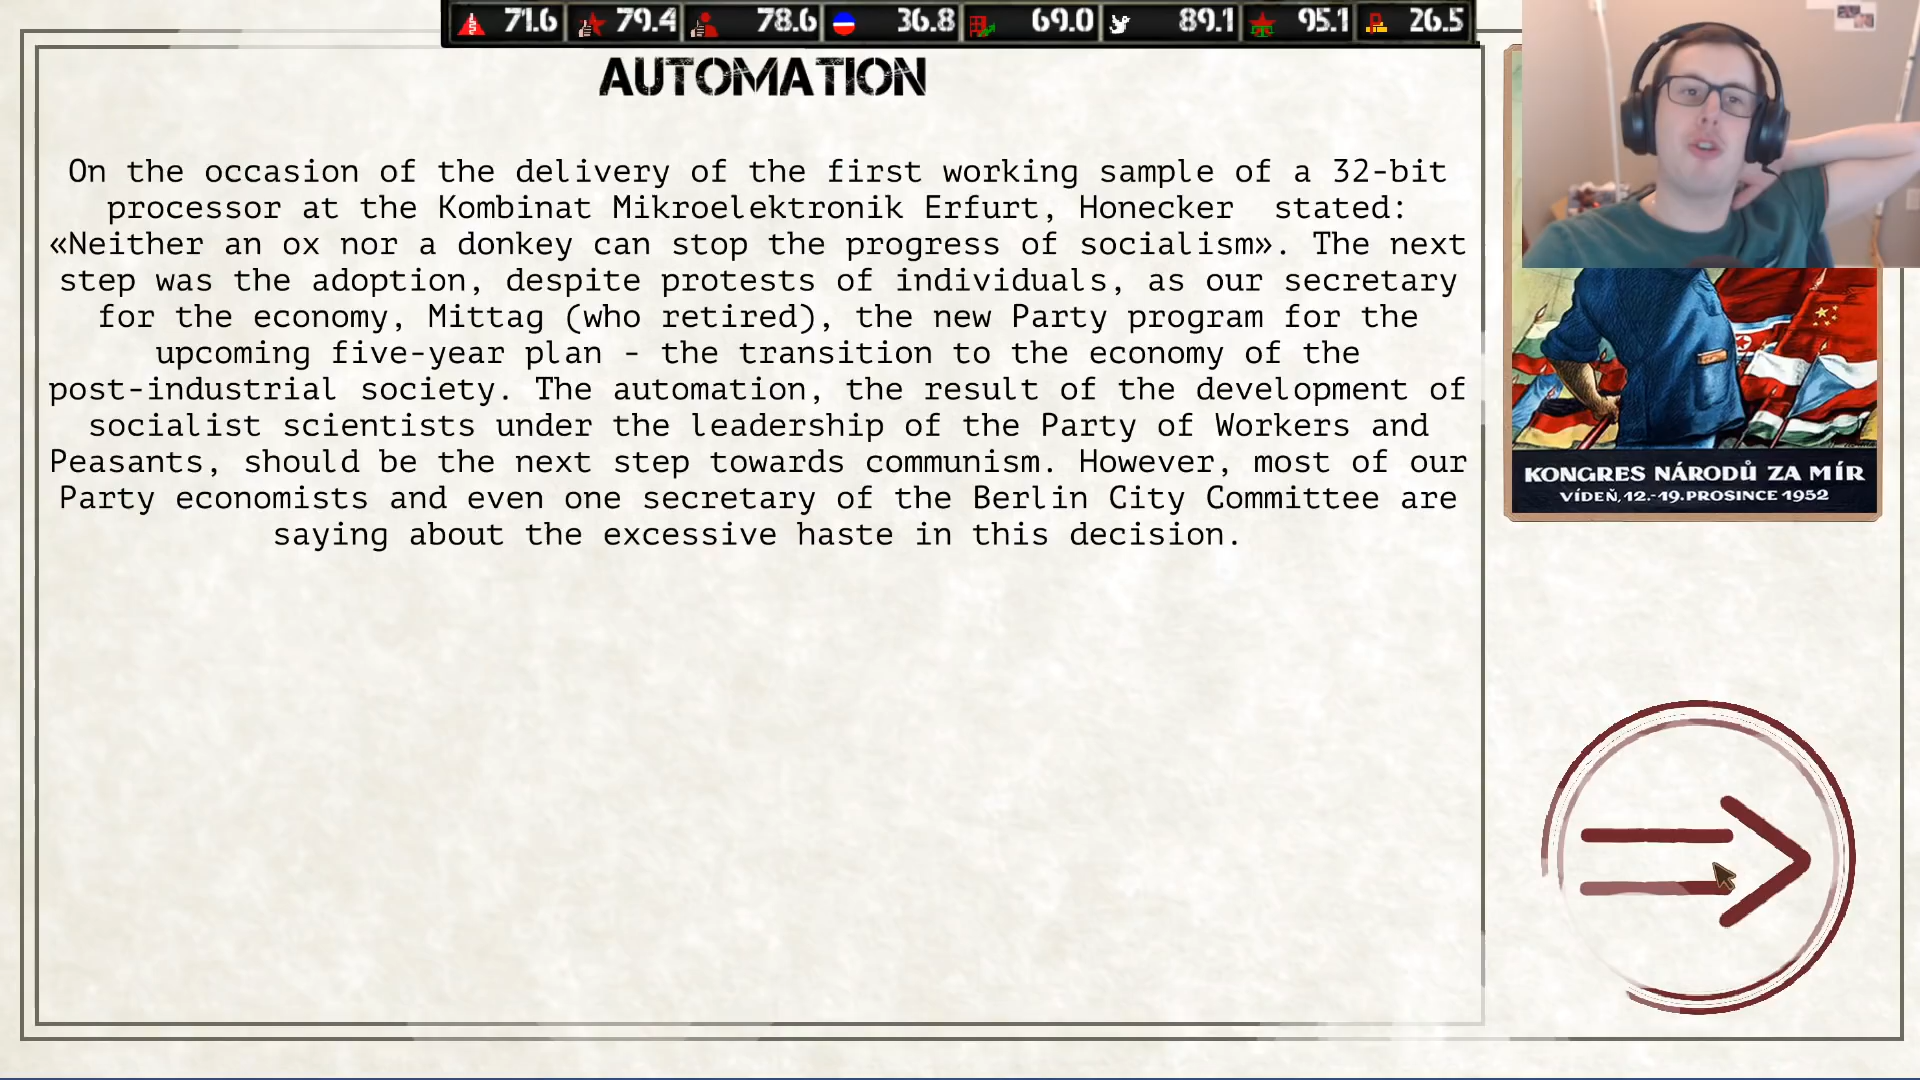 71.6 79.4 78.6 36.8 69.0 89.1 95.1 26.5
AUTOMATION
On the occasion of the delivery of the first working sample of a 32-bit
processor at the Kombinat Mikroelektronik Erfurt, Honecker stated:
«Neither an ox nor a donkey can stop the progress of socialism». The next
step was the adoption, despite protests of individuals, as our secretary
for the economy, Mittag (who retired), the new Party program for the
upcoming five-year plan - the transition to the economy of the
post-industrial society. The automation, the result of the development of
socialist scientists under the leadership of the Party of Workers and
Peasants, should be the next step towards communism. However, most of our
Party economists and even one secretary of the Berlin City Committee are
saying about the excessive haste in this decision.
KONGRES NÁRODŮ ZA MÍR
VÍDEŇ, 12.-19. PROSINCE 1952